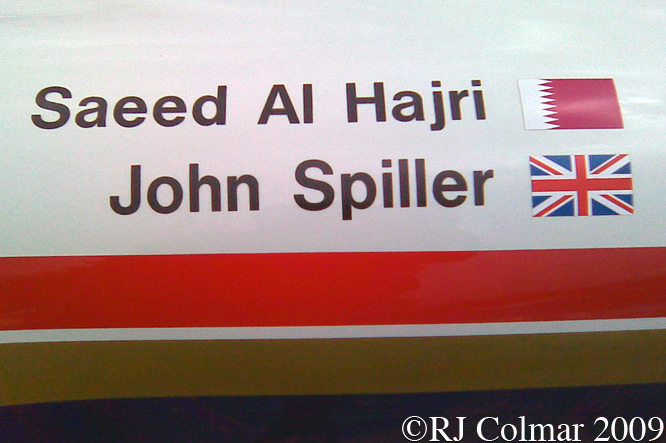 Saeed Al Hajri
John Spiller
©RJ Colmar 2009